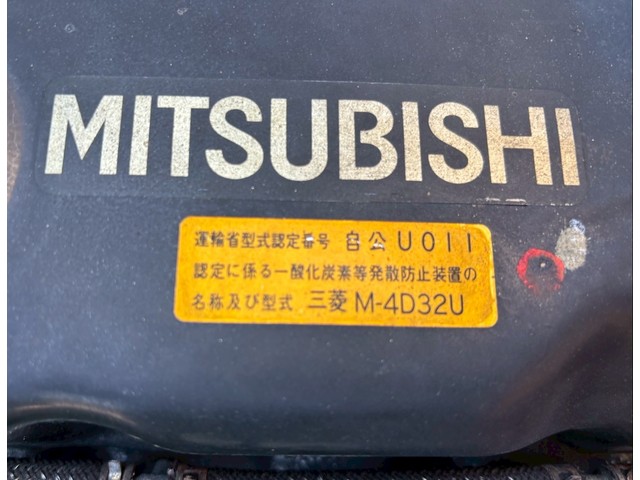 MITSUBISHI
運輸省型式認定番号 自公U011
認定に係る一酸化炭素等発散防止装置の
名称及び型式 三菱 M-4D32U